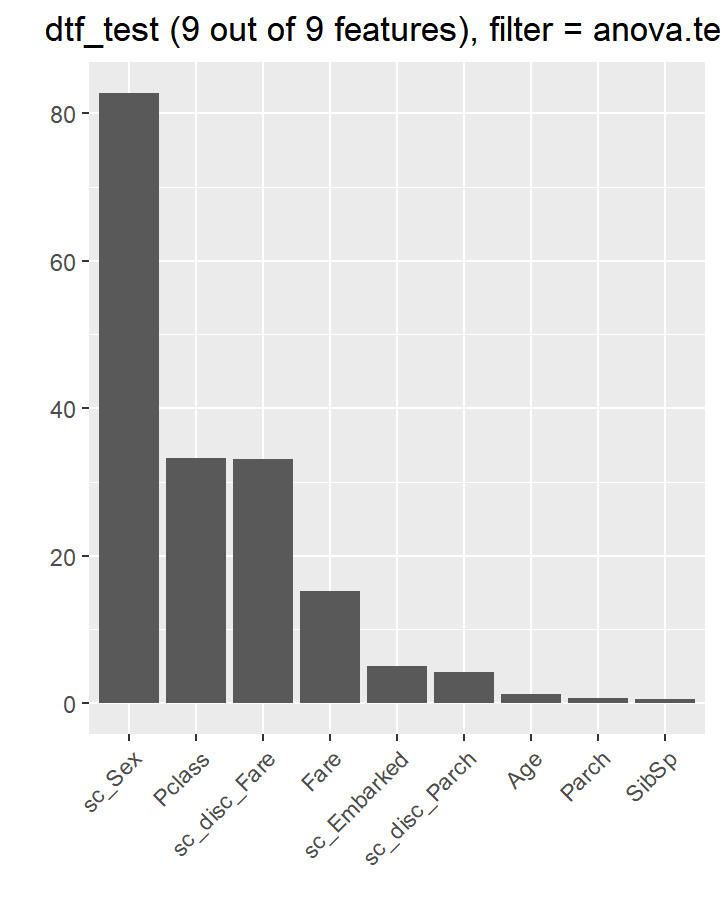 dtf_test (9 out of 9 features), filter = anova.te
80
60
40
20
0
sc_Sex
Pclass
sc_disc_Fare
Fare
sc_Embarked
sc_disc_Parch
Age
Parch
SibSp